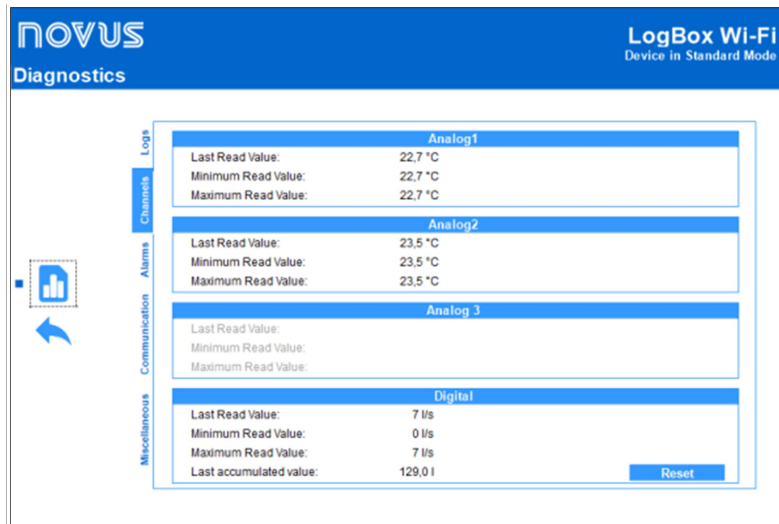 NOVUS
LogBox Wi-Fi
Device in Standard Mode
Diagnostics
Logs
Channels
Alarms
Communication
Miscellaneous
Analog1
Last Read Value: 22,7 °C
Minimum Read Value: 22,7 °C
Maximum Read Value: 22,7 °C
Analog2
Last Read Value: 23,5 °C
Minimum Read Value: 23,5 °C
Maximum Read Value: 23,5 °C
Analog 3
Last Read Value:
Minimum Read Value:
Maximum Read Value:
Digital
Last Read Value: 7 l/s
Minimum Read Value: 0 l/s
Maximum Read Value: 7 l/s
Last accumulated value: 129,0 l
Reset